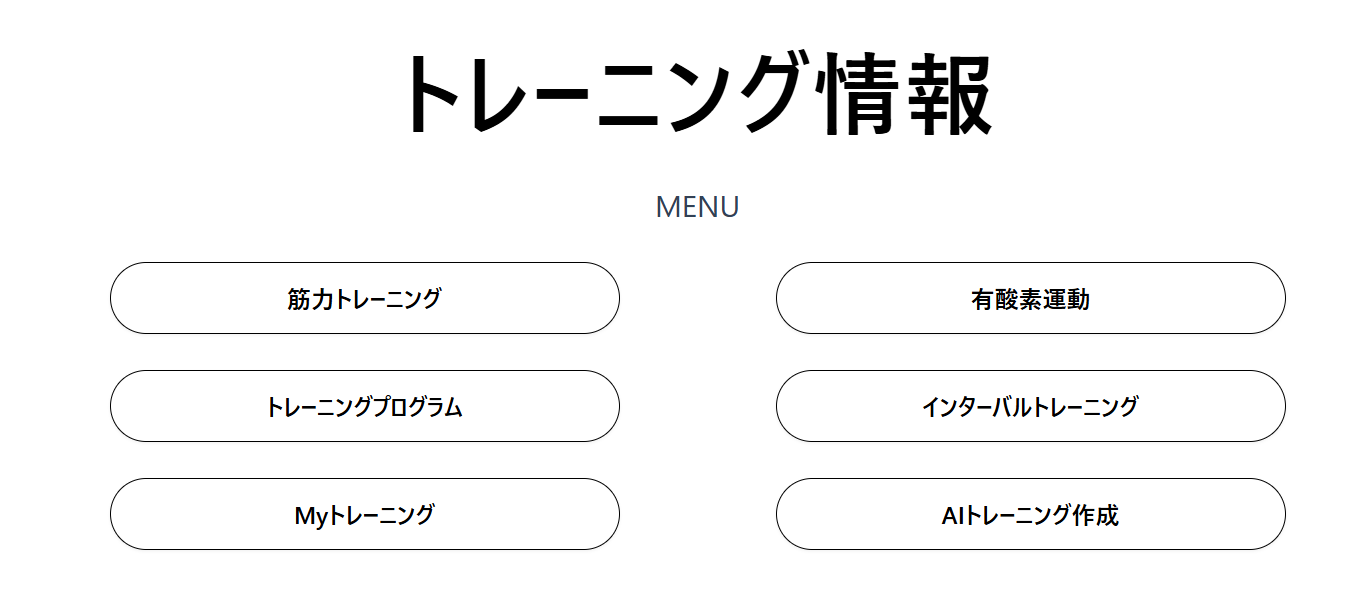 トレーニング情報
MENU
筋力トレーニング
有酸素運動
トレーニングプログラム
インターバルトレーニング
Myトレーニング
AIトレーニング作成